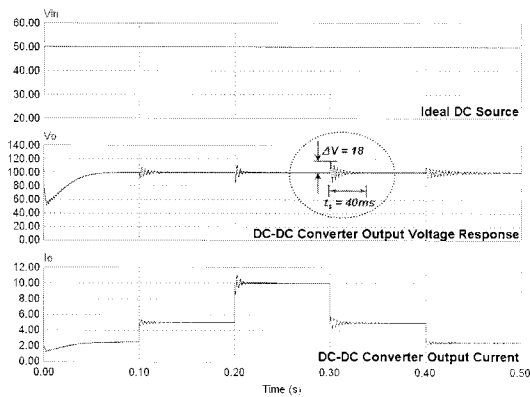 Vin
60.00
50.00
40.00
30.00
20.00
Ideal DC Source
Vo
140.00
120.00
100.00
80.00
60.00
40.00
20.00
0.00
ΔV = 18
ts = 40ms
DC-DC Converter Output Voltage Response
Io
12.00
10.00
8.00
6.00
4.00
2.00
0.00
DC-DC Converter Output Current
0.00 0.10 0.20 0.30 0.40 0.50
Time (s)